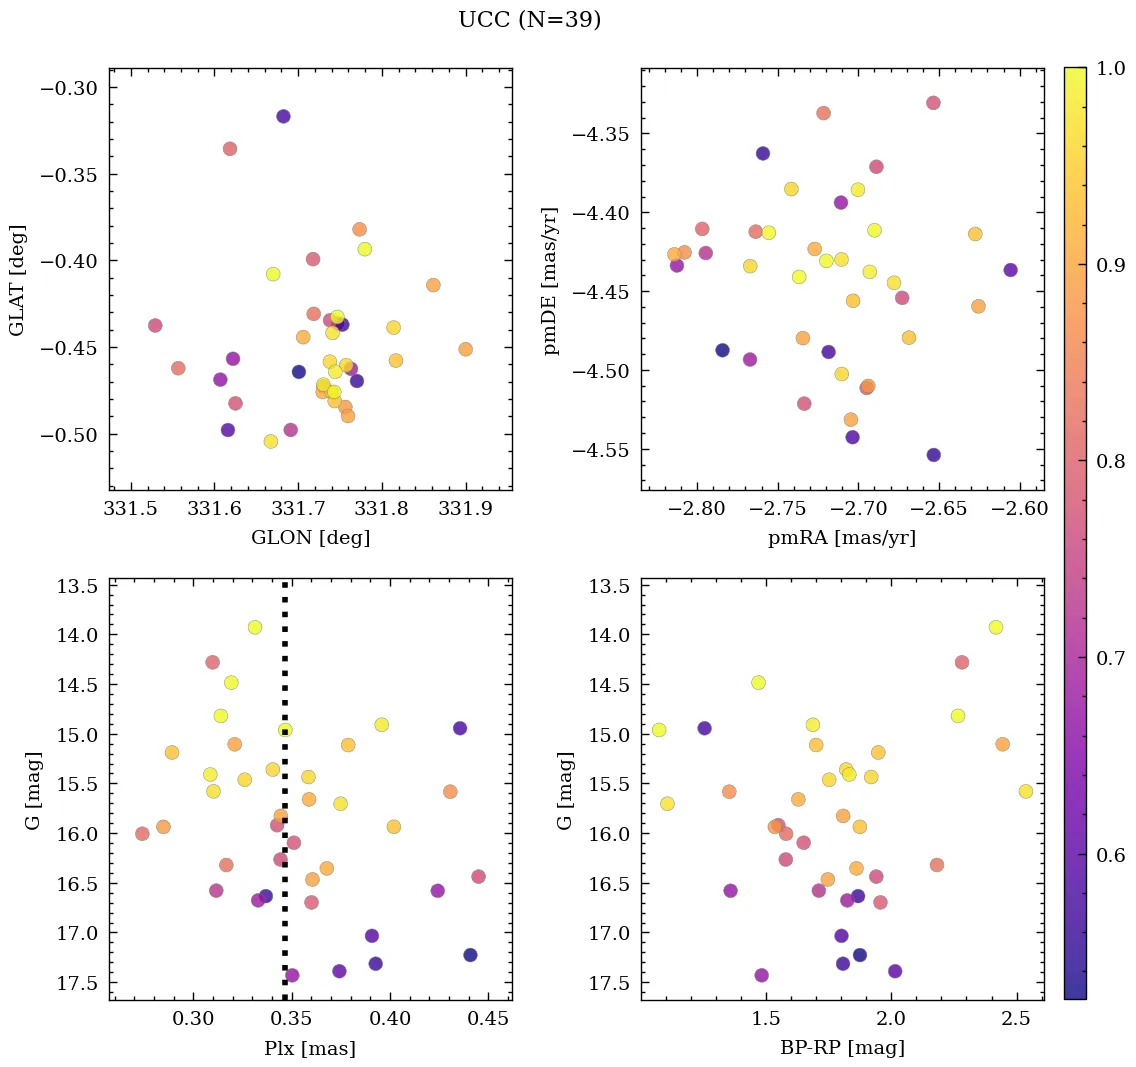 UCC (N=39)
−0.30
−0.35
−0.40
−0.45
−0.50
GLAT [deg]
331.5 331.6 331.7 331.8 331.9
GLON [deg]
−4.35
−4.40
−4.45
−4.50
−4.55
pmDE [mas/yr]
−2.80 −2.75 −2.70 −2.65 −2.60
pmRA [mas/yr]
13.5
14.0
14.5
15.0
15.5
16.0
16.5
17.0
17.5
G [mag]
0.30 0.35 0.40 0.45
Plx [mas]
13.5
14.0
14.5
15.0
15.5
16.0
16.5
17.0
17.5
G [mag]
1.5 2.0 2.5
BP-RP [mag]
1.0
0.9
0.8
0.7
0.6